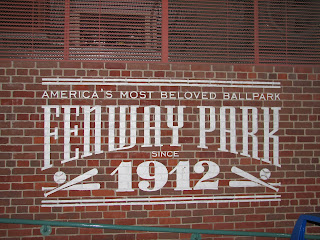 AMERICA'S MOST BELOVED BALLPARK
FENWAY PARK
SINCE
1912